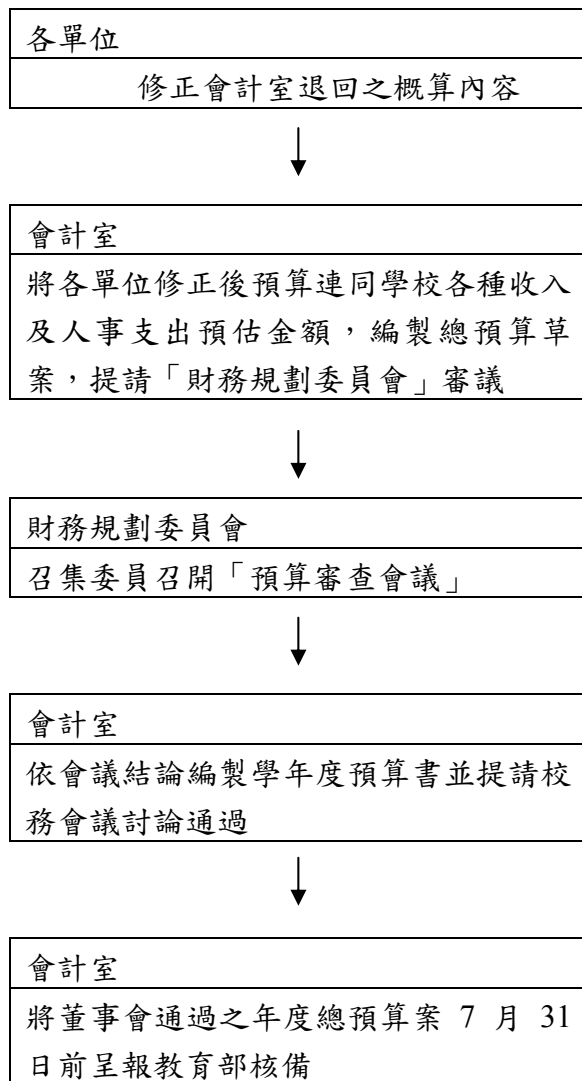 各單位
修正會計室退回之概算內容
會計室
將各單位修正後預算連同學校各種收入
及人事支出預估金額，編製總預算草
案，提請「財務規劃委員會」審議
財務規劃委員會
召集委員召開「預算審查會議」
會計室
依會議結論編製學年度預算書並提請校
務會議討論通過
會計室
將董事會通過之年度總預算案 7 月 31
日前呈報教育部核備